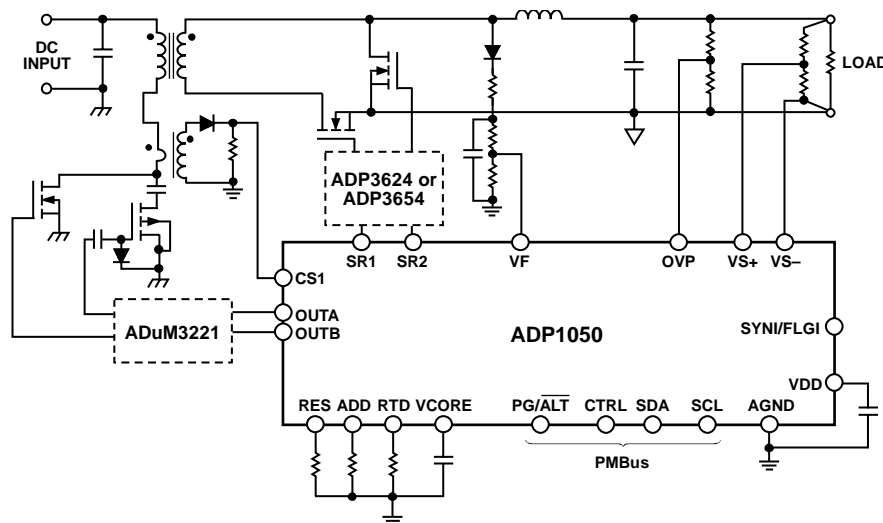 DC
INPUT
LOAD
ADP3624 or
ADP3654
SR1 SR2 VF OVP VS+ VS–
CS1
OUTA
OUTB
ADuM3221
ADP1050
SYNI/FLGI
VDD
RES ADD RTD VCORE PG/ALT CTRL SDA SCL AGND
PMBus